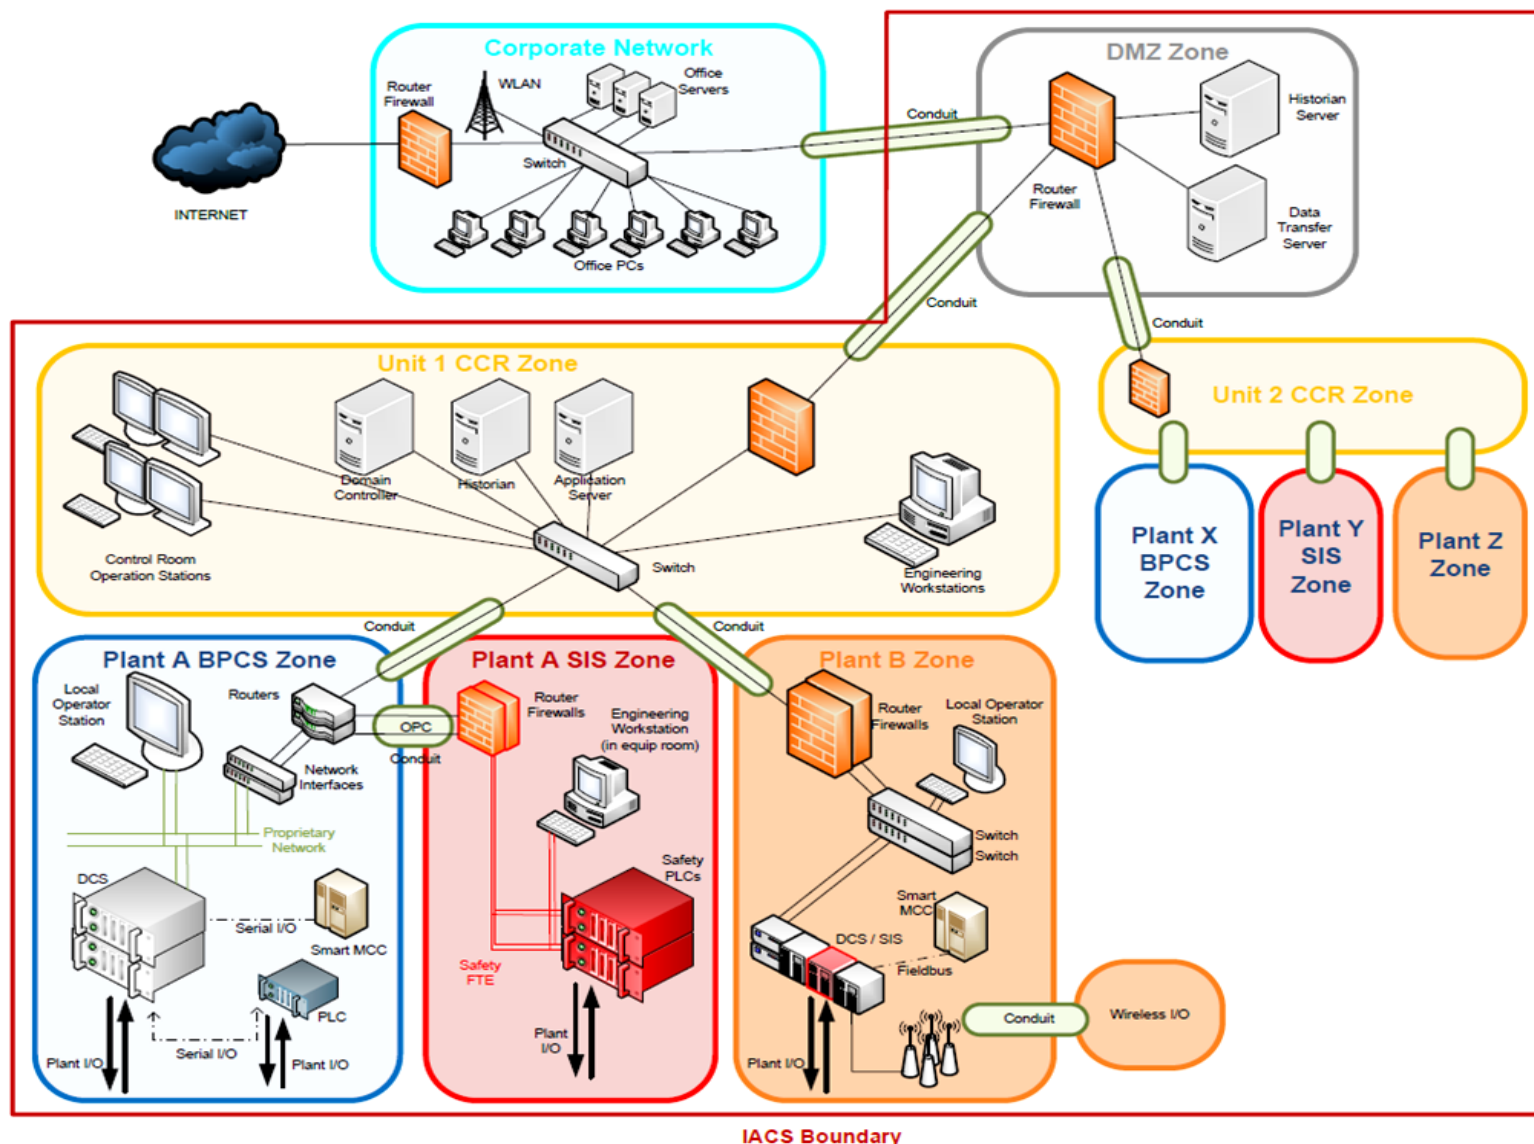 Corporate Network
DMZ Zone
Router
Firewall
WLAN
Office
Servers
Conduit
Historian
Server
Switch
INTERNET
Office PCs
Router
Firewall
Data
Transfer
Server
Conduit
Conduit
Unit 1 CCR Zone
Unit 2 CCR Zone
Domain
Controller
Historian
Application
Server
Control Room
Operation Stations
Switch
Engineering
Workstations
Plant X
BPCS
Zone
Plant Y
SIS
Zone
Plant Z
Zone
Conduit
Conduit
Plant A BPCS Zone
Local
Operator
Station
Routers
OPC
Conduit
Network
Interfaces
Proprietary
Network
DCS
Serial I/O
Smart MCC
PLC
Serial I/O
Plant I/O
Plant I/O
Plant A SIS Zone
Router
Firewalls
Engineering
Workstation
(in equip room)
Safety
PLCs
Safety
FTE
Plant
I/O
Plant B Zone
Router
Firewalls
Local Operator
Station
Switch
Switch
Smart
MCC
DCS / SIS
Fieldbus
Plant I/O
Conduit
Wireless I/O
IACS Boundary